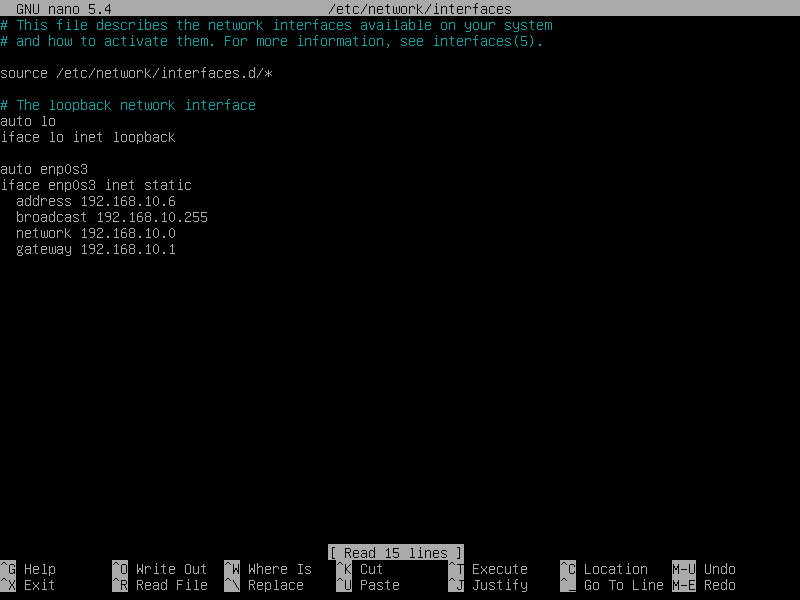 GNU nano 5.4 /etc/network/interfaces
# This file describes the network interfaces available on your system
# and how to activate them. For more information, see interfaces(5).
source /etc/network/interfaces.d/*
# The loopback network interface
auto lo
iface lo inet loopback
auto enp0s3
iface enp0s3 inet static
address 192.168.10.6
broadcast 192.168.10.255
network 192.168.10.0
gateway 192.168.10.1
[ Read 15 lines ]
^G Help ^O Write Out ^W Where Is ^K Cut ^T Execute ^C Location M-U Undo
^X Exit ^R Read File ^\ Replace ^U Paste ^J Justify ^_ Go To Line M-E Redo